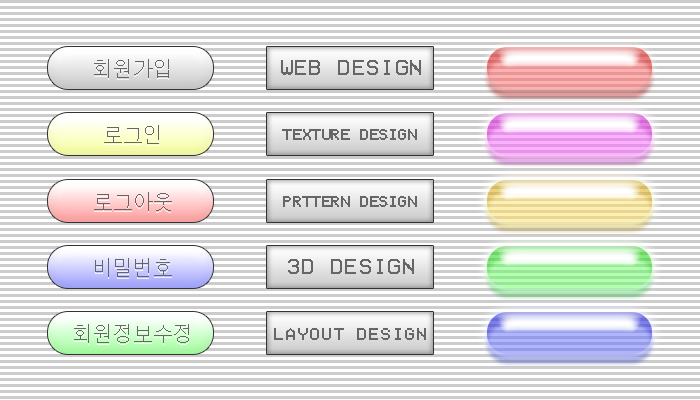 회원가입
WEB DESIGN
로그인
TEXTURE DESIGN
로그아웃
PRTTERN DESIGN
비밀번호
3D DESIGN
회원정보수정
LAYOUT DESIGN